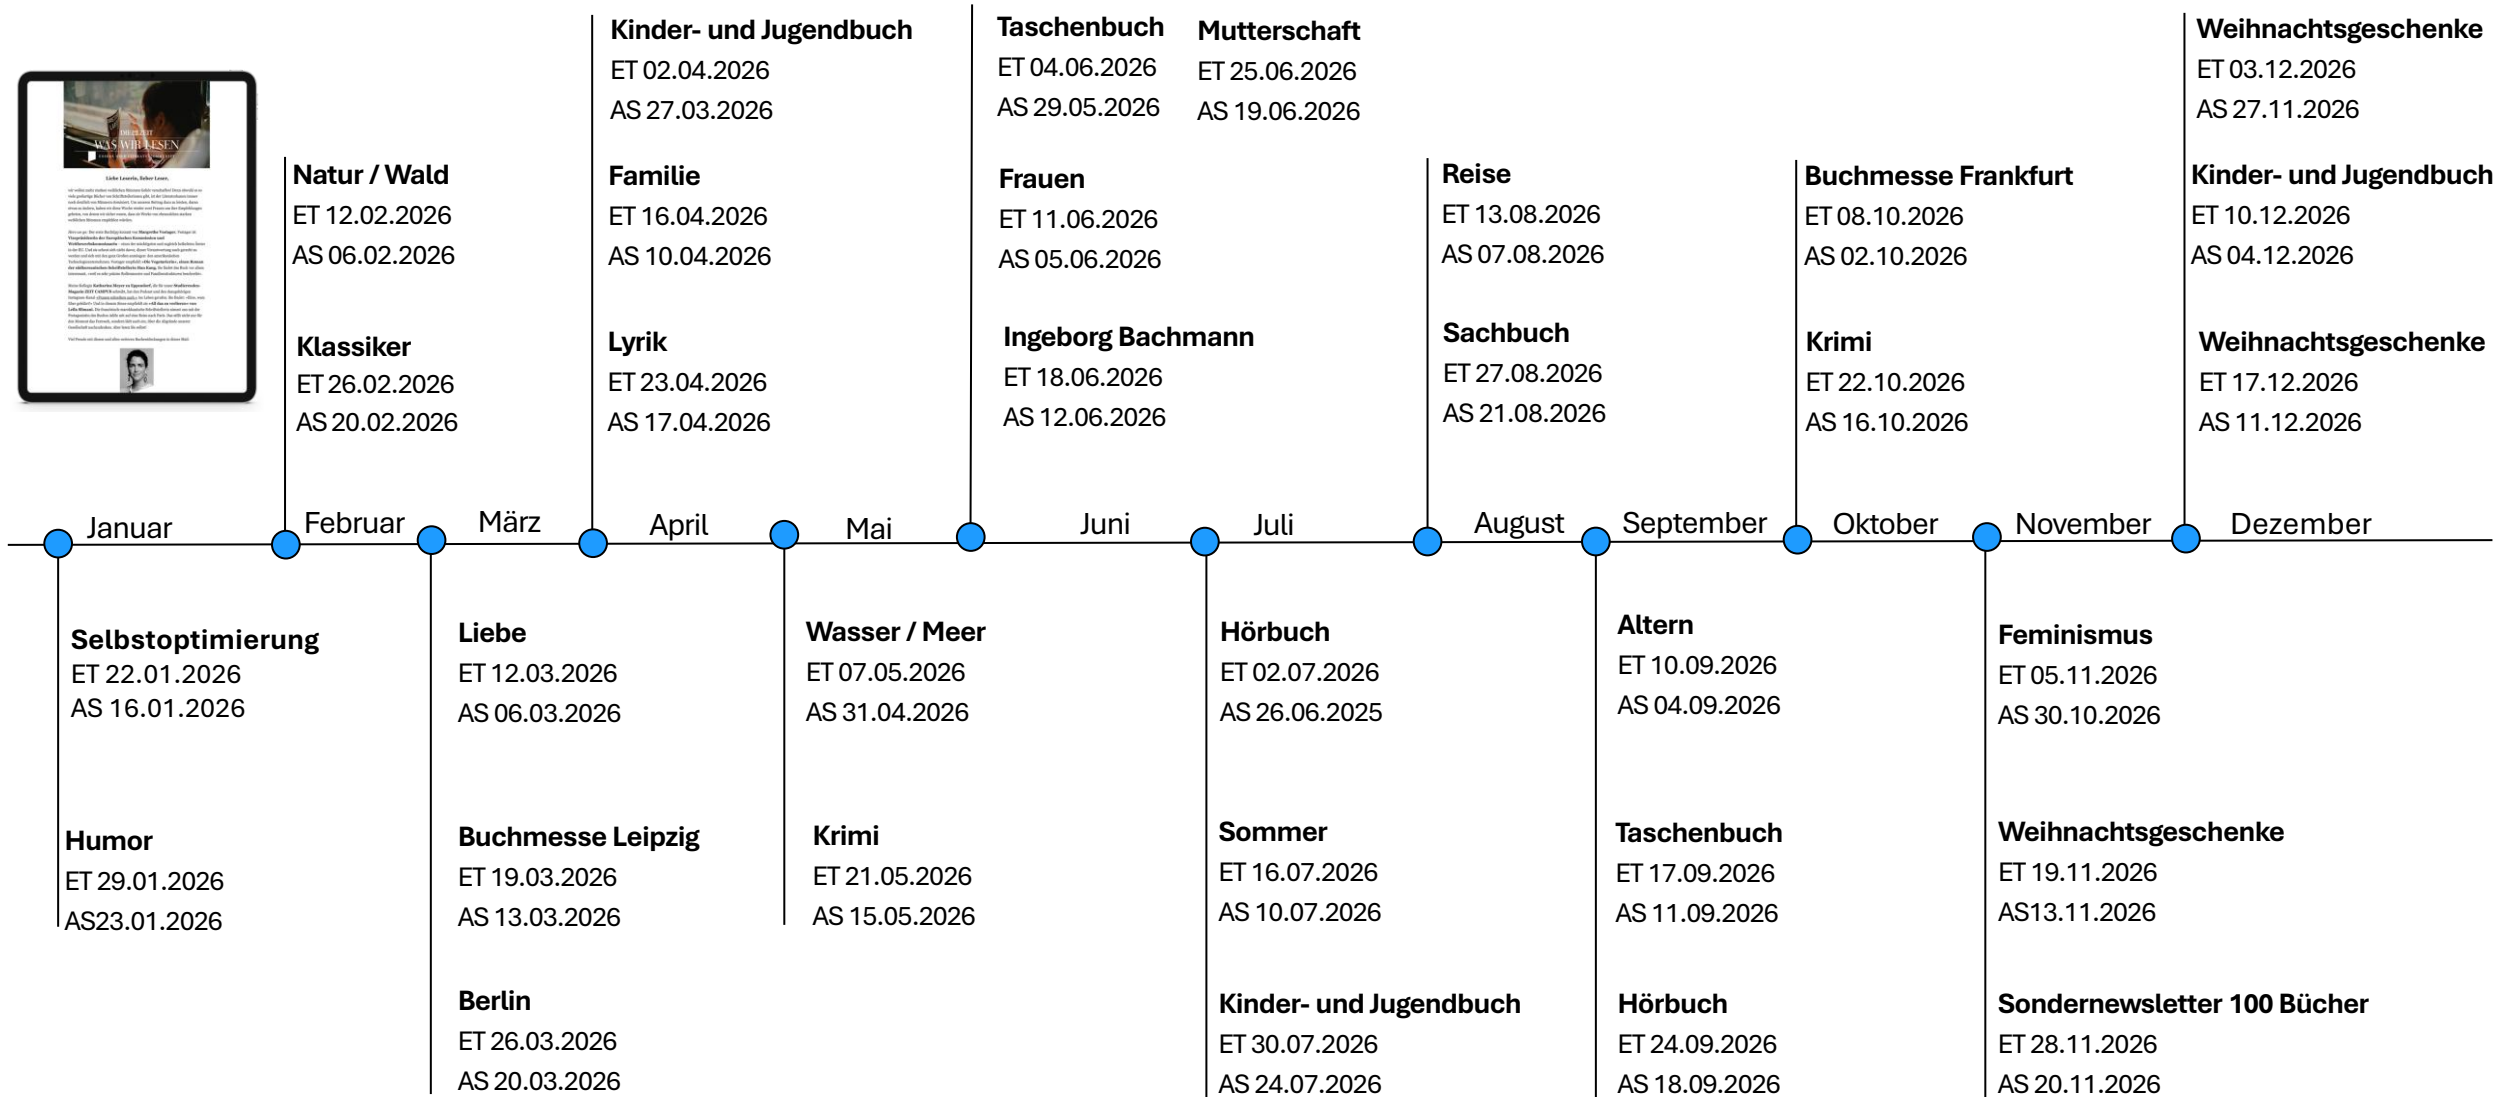 Kinder- und Jugendbuch
ET 02.04.2026
AS 27.03.2026
Taschenbuch
ET 04.06.2026
AS 29.05.2026
Mutterschaft
ET 25.06.2026
AS 19.06.2026
Weihnachtsgeschenke
ET 03.12.2026
AS 27.11.2026
WAS WIR LESEN
Liebe Leserin, lieber Leser,
Natur / Wald
ET 12.02.2026
AS 06.02.2026
Familie
ET 16.04.2026
AS 10.04.2026
Frauen
ET 11.06.2026
AS 05.06.2026
Reise
ET 13.08.2026
AS 07.08.2026
Buchmesse Frankfurt
ET 08.10.2026
AS 02.10.2026
Kinder- und Jugendbuch
ET 10.12.2026
AS 04.12.2026
Klassiker
ET 26.02.2026
AS 20.02.2026
Lyrik
ET 23.04.2026
AS 17.04.2026
Ingeborg Bachmann
ET 18.06.2026
AS 12.06.2026
Sachbuch
ET 27.08.2026
AS 21.08.2026
Krimi
ET 22.10.2026
AS 16.10.2026
Weihnachtsgeschenke
ET 17.12.2026
AS 11.12.2026
Januar
Februar
März
April
Mai
Juni
Juli
August
September
Oktober
November
Dezember
Selbstoptimierung
ET 22.01.2026
AS 16.01.2026
Liebe
ET 12.03.2026
AS 06.03.2026
Wasser / Meer
ET 07.05.2026
AS 31.04.2026
Hörbuch
ET 02.07.2026
AS 26.06.2025
Altern
ET 10.09.2026
AS 04.09.2026
Feminismus
ET 05.11.2026
AS 30.10.2026
Humor
ET 29.01.2026
AS23.01.2026
Buchmesse Leipzig
ET 19.03.2026
AS 13.03.2026
Krimi
ET 21.05.2026
AS 15.05.2026
Sommer
ET 16.07.2026
AS 10.07.2026
Taschenbuch
ET 17.09.2026
AS 11.09.2026
Weihnachtsgeschenke
ET 19.11.2026
AS13.11.2026
Berlin
ET 26.03.2026
AS 20.03.2026
Kinder- und Jugendbuch
ET 30.07.2026
AS 24.07.2026
Hörbuch
ET 24.09.2026
AS 18.09.2026
Sondernewsletter 100 Bücher
ET 28.11.2026
AS 20.11.2026